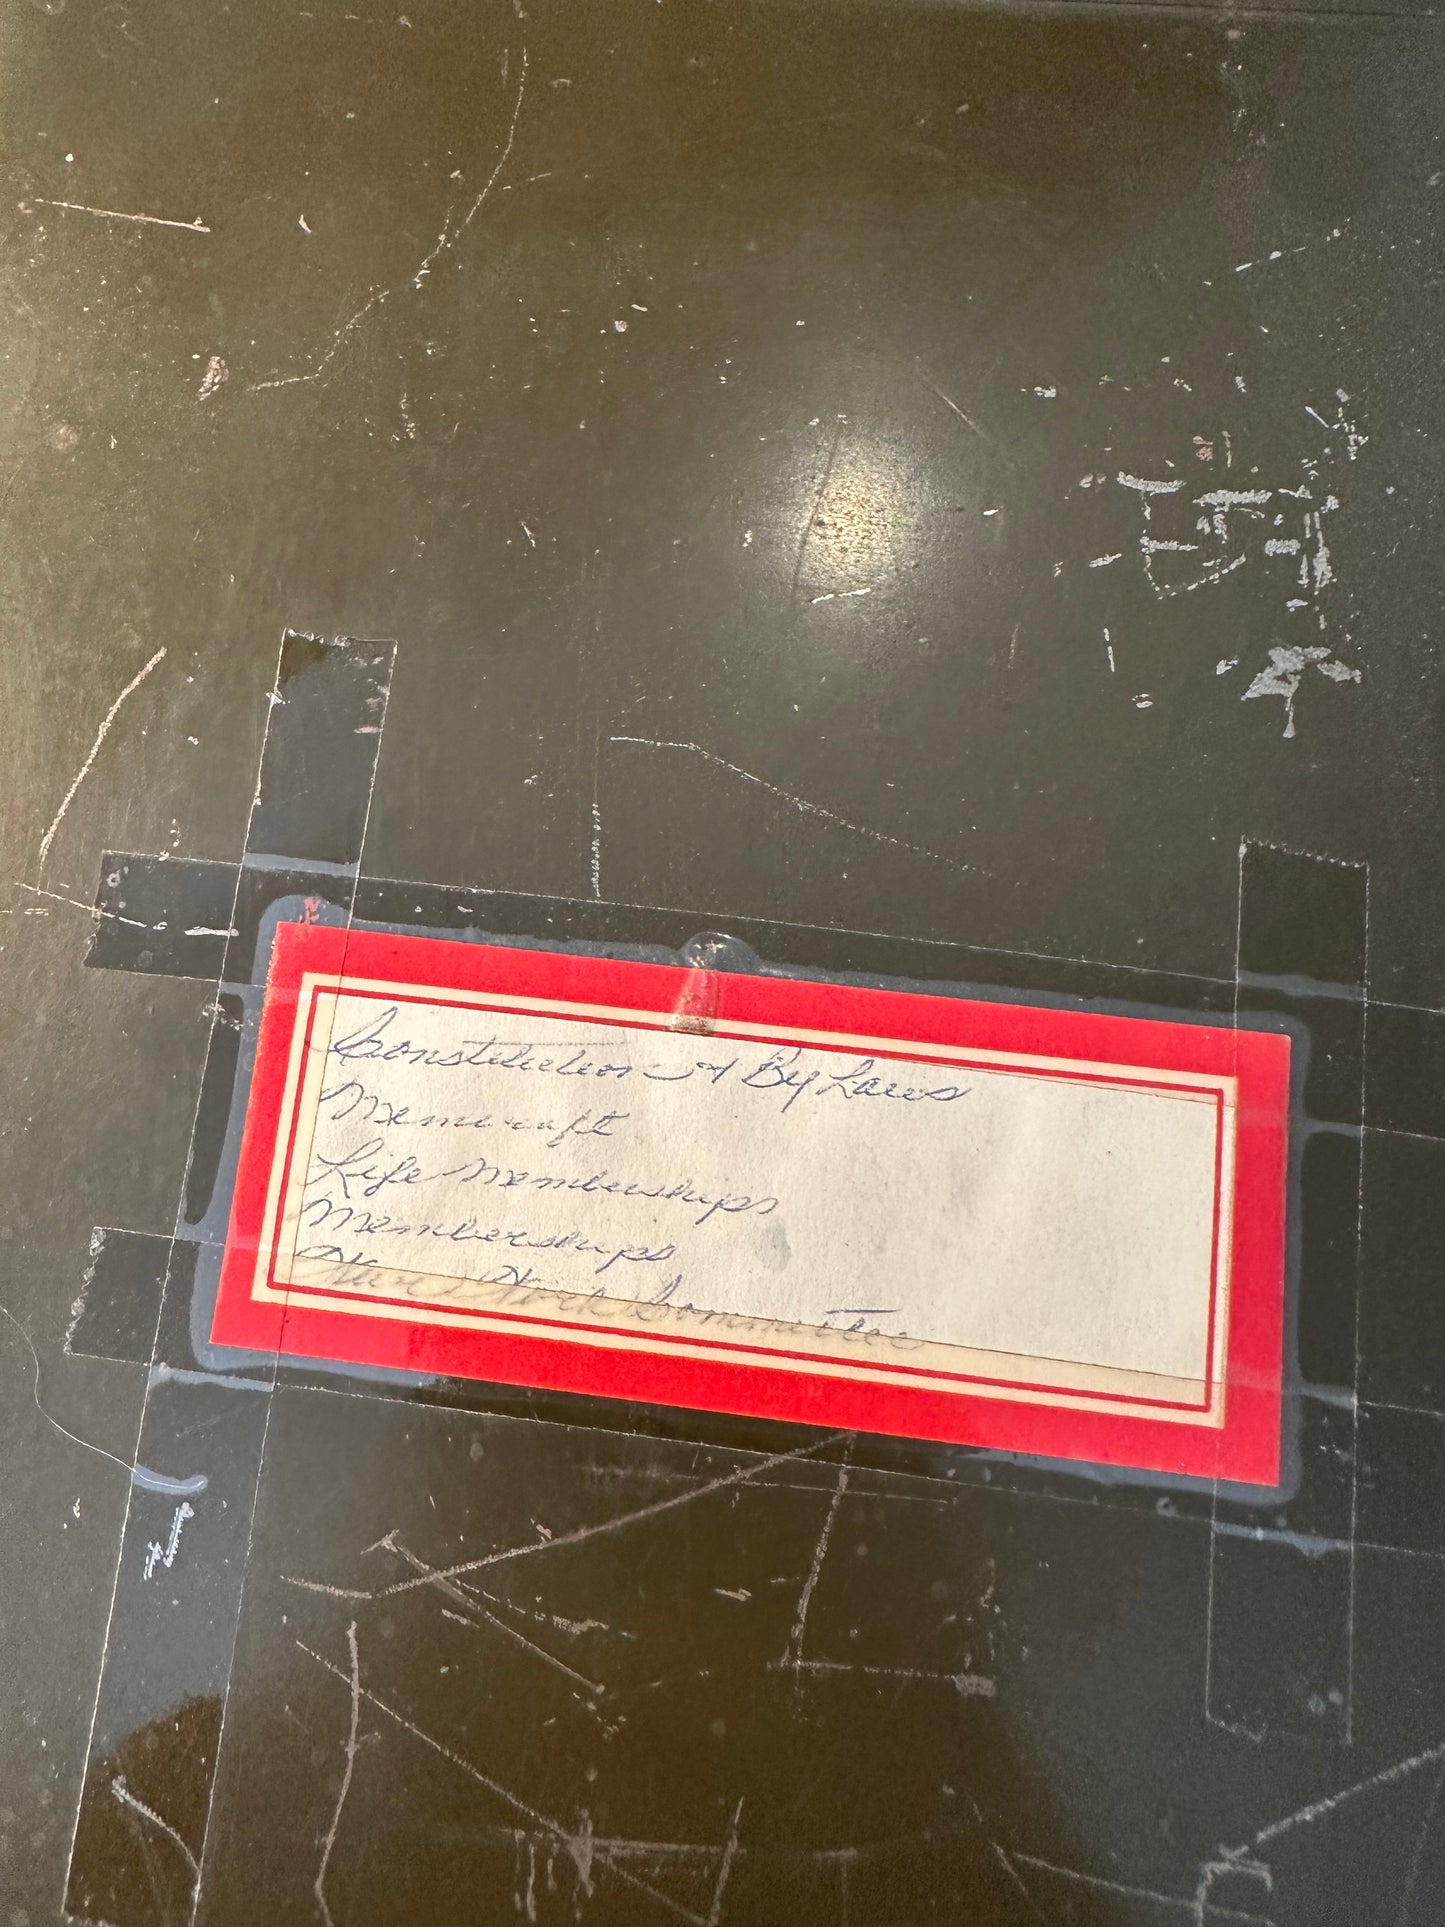 Constitution & By Laws
Life Memberships
Memberships
New York Committee